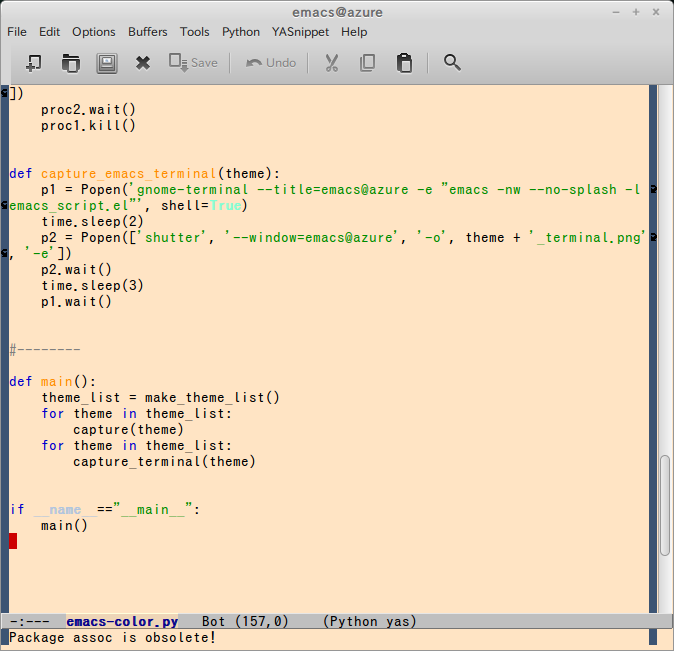 emacs@azure
File Edit Options Buffers Tools Python YASnippet Help
Save Undo
])
    proc2.wait()
    proc1.kill()
def capture_emacs_terminal(theme):
    p1 = Popen('gnome-terminal --title=emacs@azure -e "emacs -nw --no-splash -l
emacs_script.el"', shell=True)
    time.sleep(2)
    p2 = Popen(['shutter', '--window=emacs@azure', '-o', theme + '_terminal.png'
, '-e'])
    p2.wait()
    time.sleep(3)
    p1.wait()
#--------
def main():
    theme_list = make_theme_list()
    for theme in theme_list:
        capture(theme)
    for theme in theme_list:
        capture_terminal(theme)
if __name__=="__main__":
    main()
-:--- emacs-color.py Bot (157,0) (Python yas)
Package assoc is obsolete!